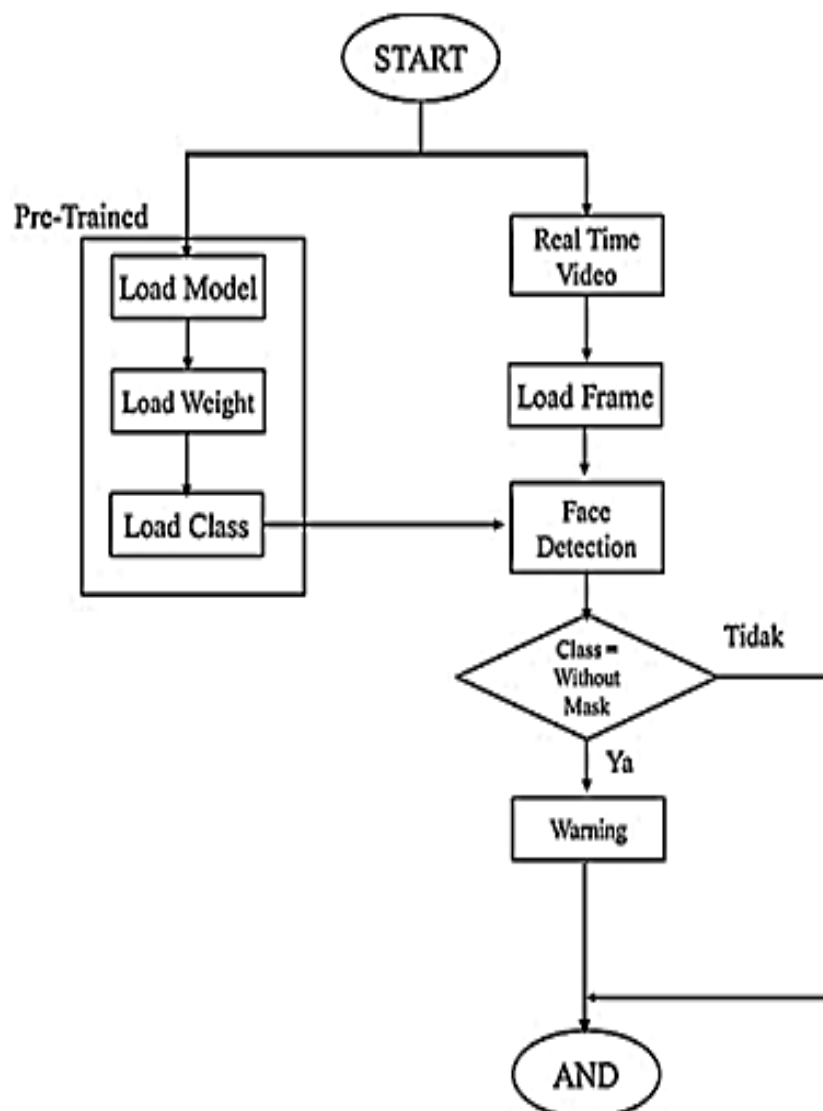 START
Pre-Trained
Load Model
Load Weight
Load Class
Real Time
Video
Load Frame
Face
Detection
Class =
Without
Mask
Tidak
Ya
Warning
AND